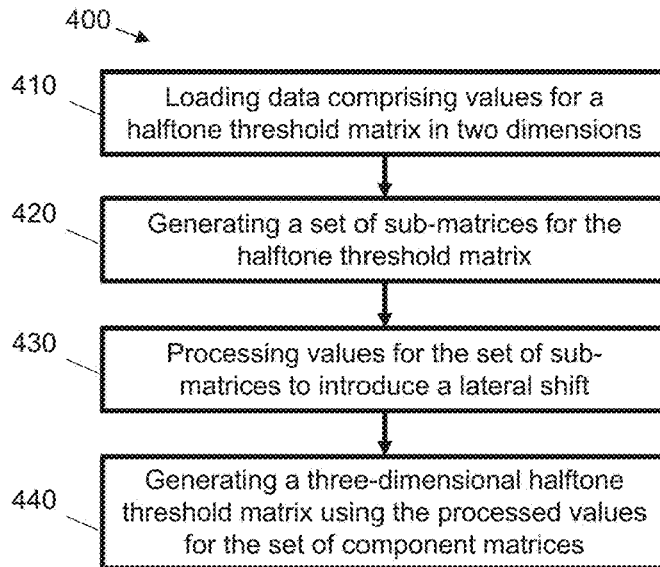 400
410
Loading data comprising values for a
halftone threshold matrix in two dimensions
420
Generating a set of sub-matrices for the
halftone threshold matrix
430
Processing values for the set of sub-
matrices to introduce a lateral shift
440
Generating a three-dimensional halftone
threshold matrix using the processed values
for the set of component matrices